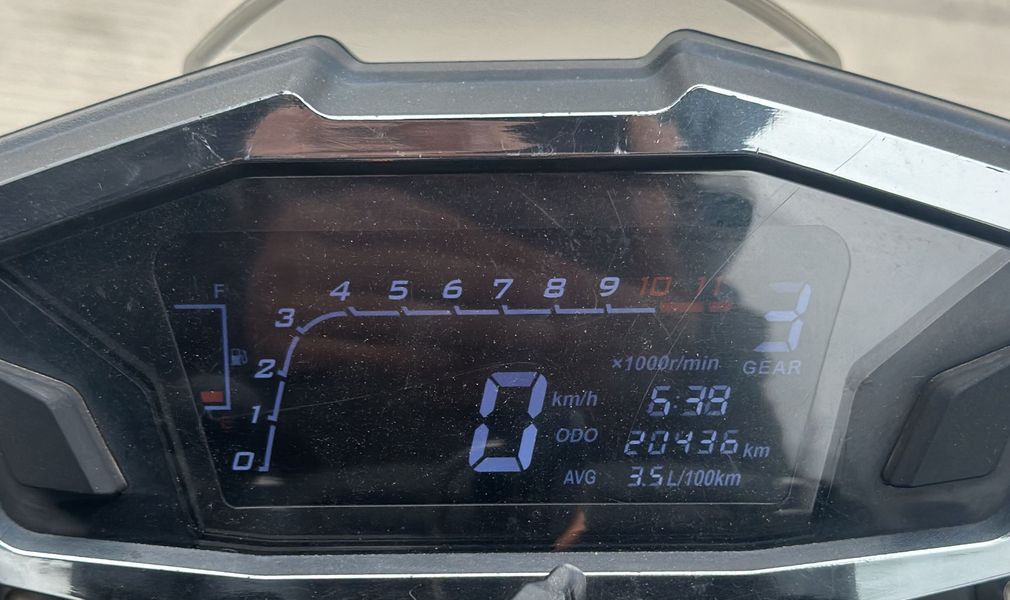 F
4 5 6 7 8 9 10 11
3
2
1
0
E
3
GEAR
×1000r/min
0 km/h
6:38
ODO 20436 km
AVG 3.5 L/100km